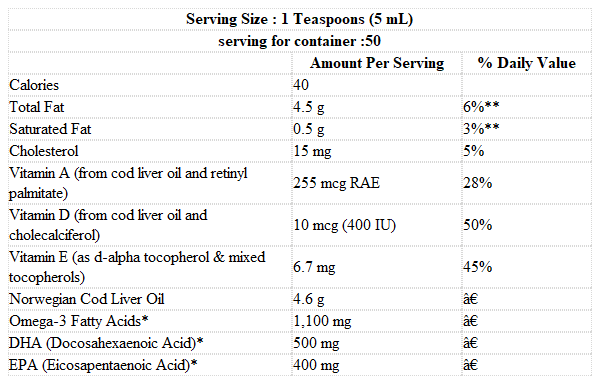 Serving Size : 1 Teaspoons (5 mL)
serving for container :50
Amount Per Serving % Daily Value
Calories 40
Total Fat 4.5 g 6%**
Saturated Fat 0.5 g 3%**
Cholesterol 15 mg 5%
Vitamin A (from cod liver oil and retinyl
palmitate) 255 mcg RAE 28%
Vitamin D (from cod liver oil and
cholecalciferol) 10 mcg (400 IU) 50%
Vitamin E (as d-alpha tocopherol & mixed
tocopherols) 6.7 mg 45%
Norwegian Cod Liver Oil 4.6 g â€
Omega-3 Fatty Acids* 1,100 mg â€
DHA (Docosahexaenoic Acid)* 500 mg â€
EPA (Eicosapentaenoic Acid)* 400 mg â€